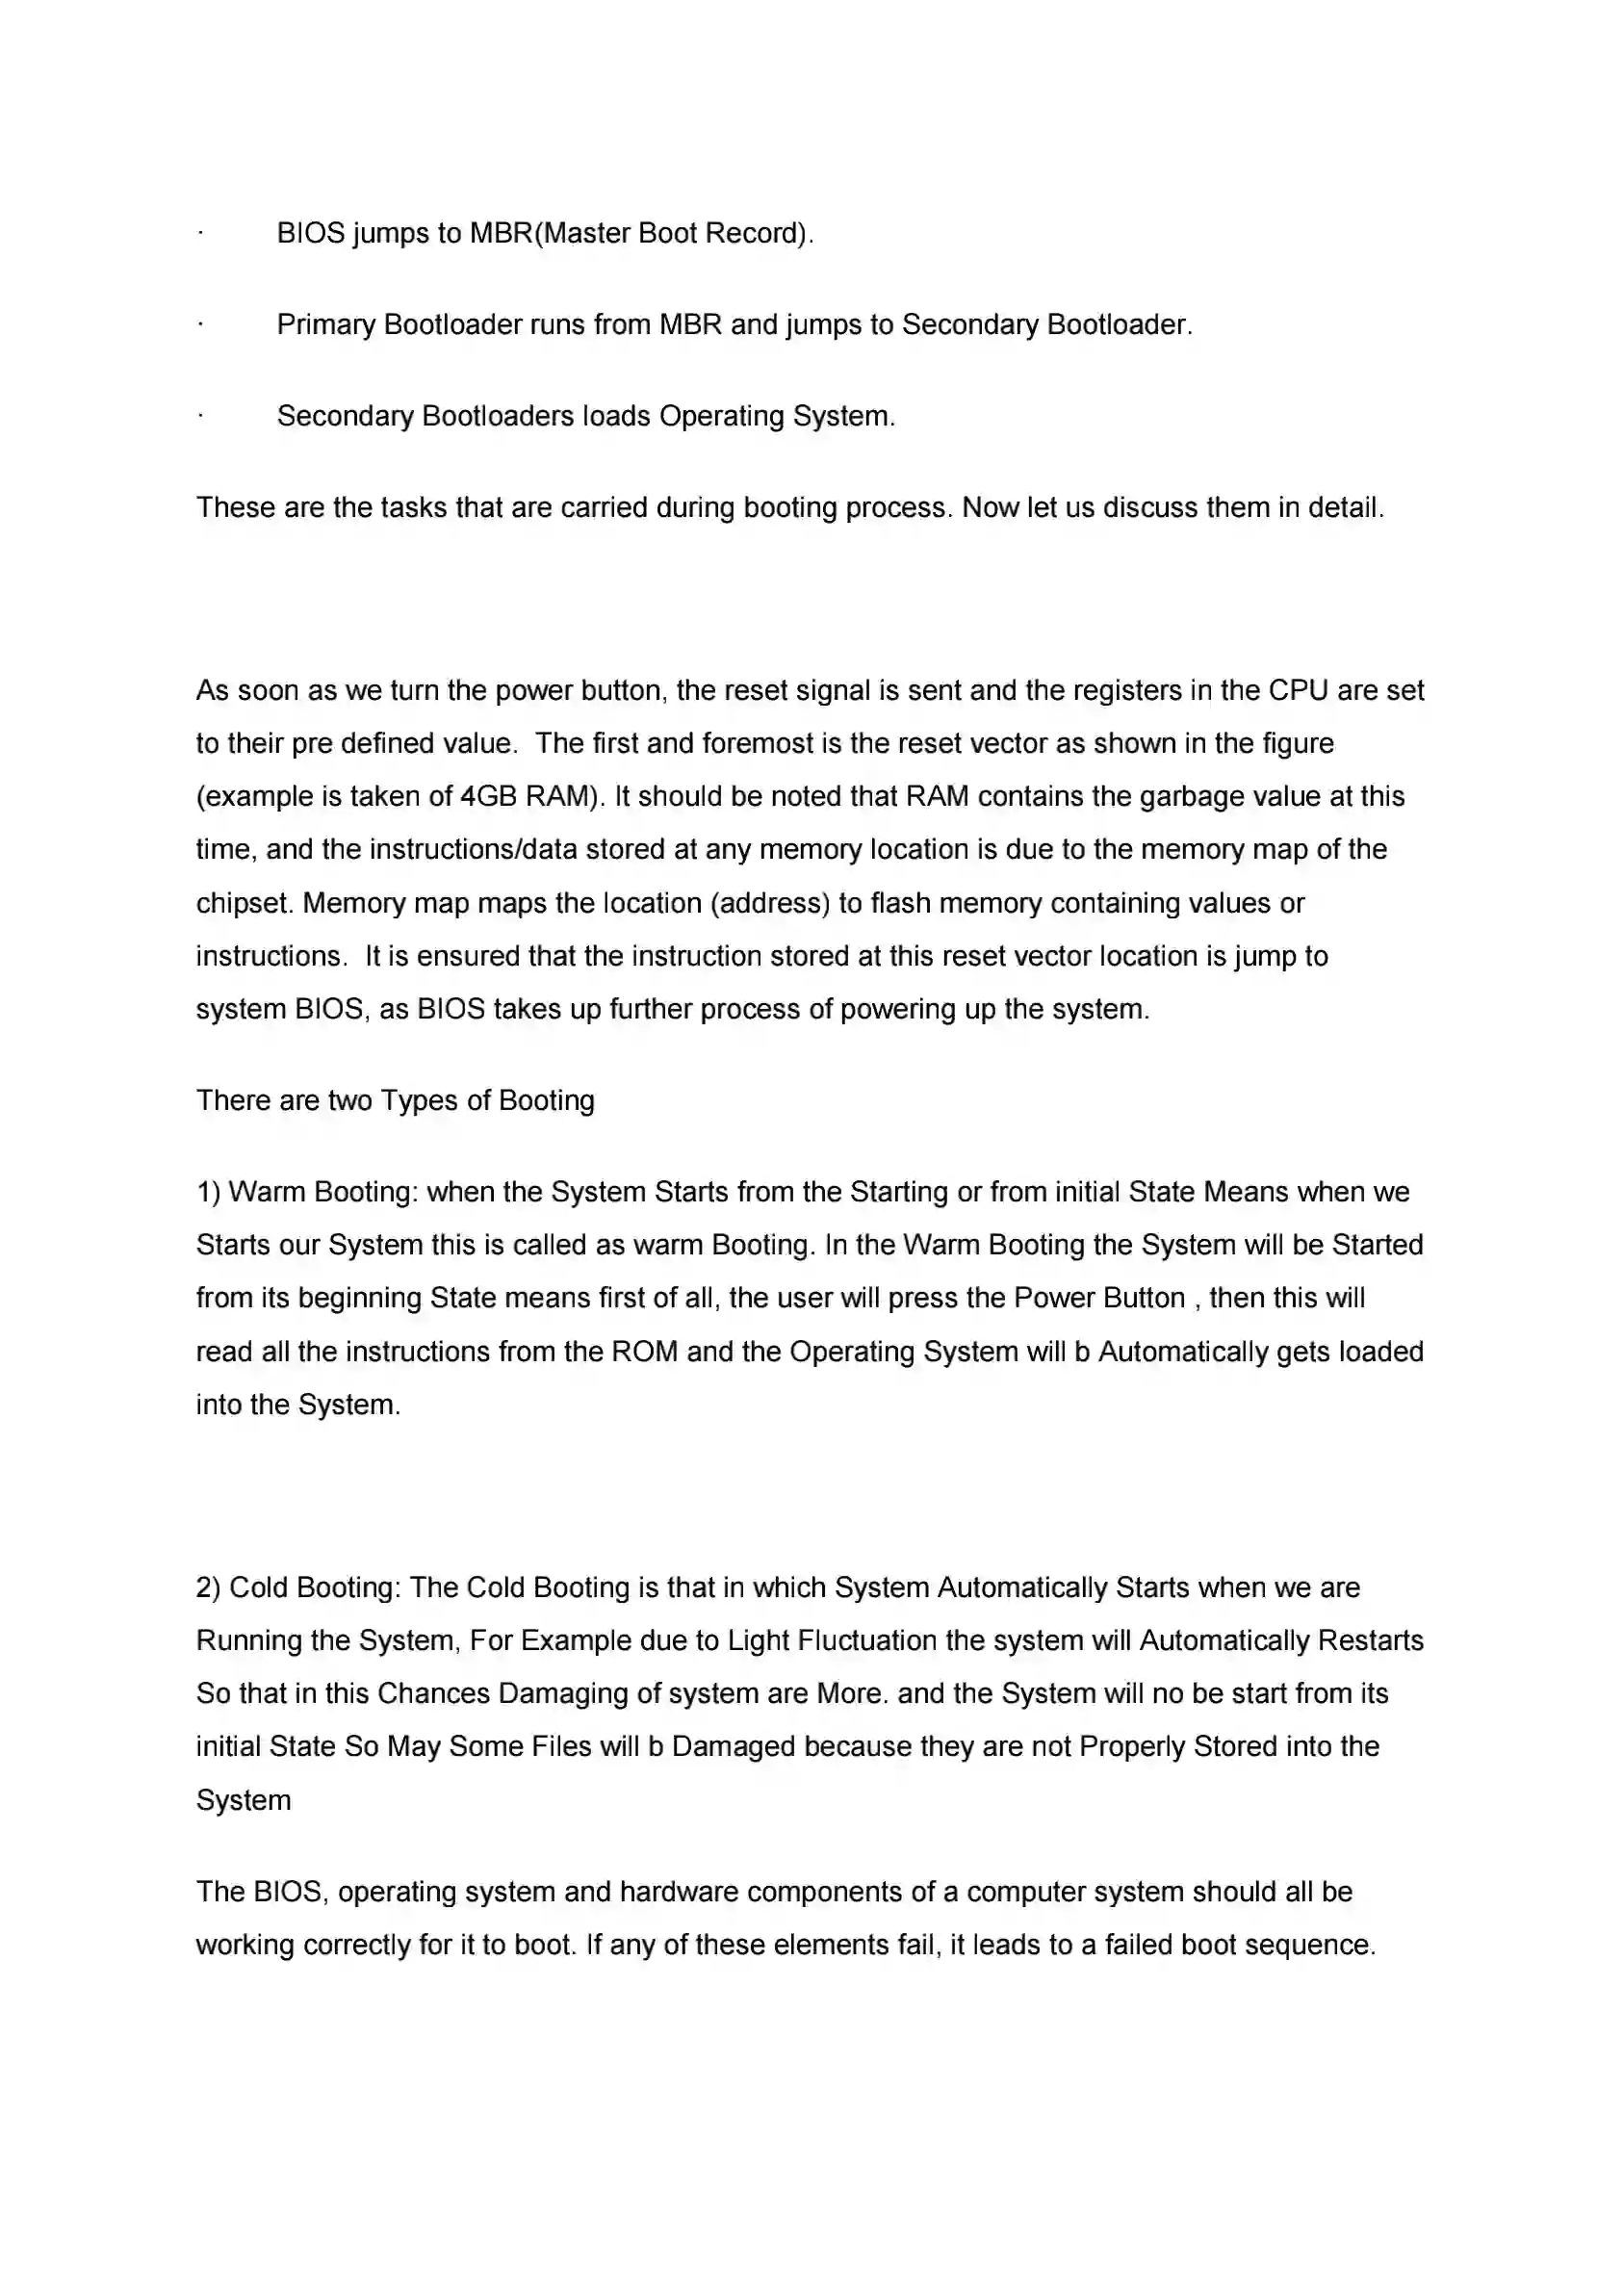 · BIOS jumps to MBR(Master Boot Record).
· Primary Bootloader runs from MBR and jumps to Secondary Bootloader.
· Secondary Bootloaders loads Operating System.
These are the tasks that are carried during booting process. Now let us discuss them in detail.
As soon as we turn the power button, the reset signal is sent and the registers in the CPU are set
to their pre defined value.  The first and foremost is the reset vector as shown in the figure
(example is taken of 4GB RAM). It should be noted that RAM contains the garbage value at this
time, and the instructions/data stored at any memory location is due to the memory map of the
chipset. Memory map maps the location (address) to flash memory containing values or
instructions.  It is ensured that the instruction stored at this reset vector location is jump to
system BIOS, as BIOS takes up further process of powering up the system.
There are two Types of Booting
1) Warm Booting: when the System Starts from the Starting or from initial State Means when we
Starts our System this is called as warm Booting. In the Warm Booting the System will be Started
from its beginning State means first of all, the user will press the Power Button , then this will
read all the instructions from the ROM and the Operating System will b Automatically gets loaded
into the System.
2) Cold Booting: The Cold Booting is that in which System Automatically Starts when we are
Running the System, For Example due to Light Fluctuation the system will Automatically Restarts
So that in this Chances Damaging of system are More. and the System will no be start from its
initial State So May Some Files will b Damaged because they are not Properly Stored into the
System
The BIOS, operating system and hardware components of a computer system should all be
working correctly for it to boot. If any of these elements fail, it leads to a failed boot sequence.